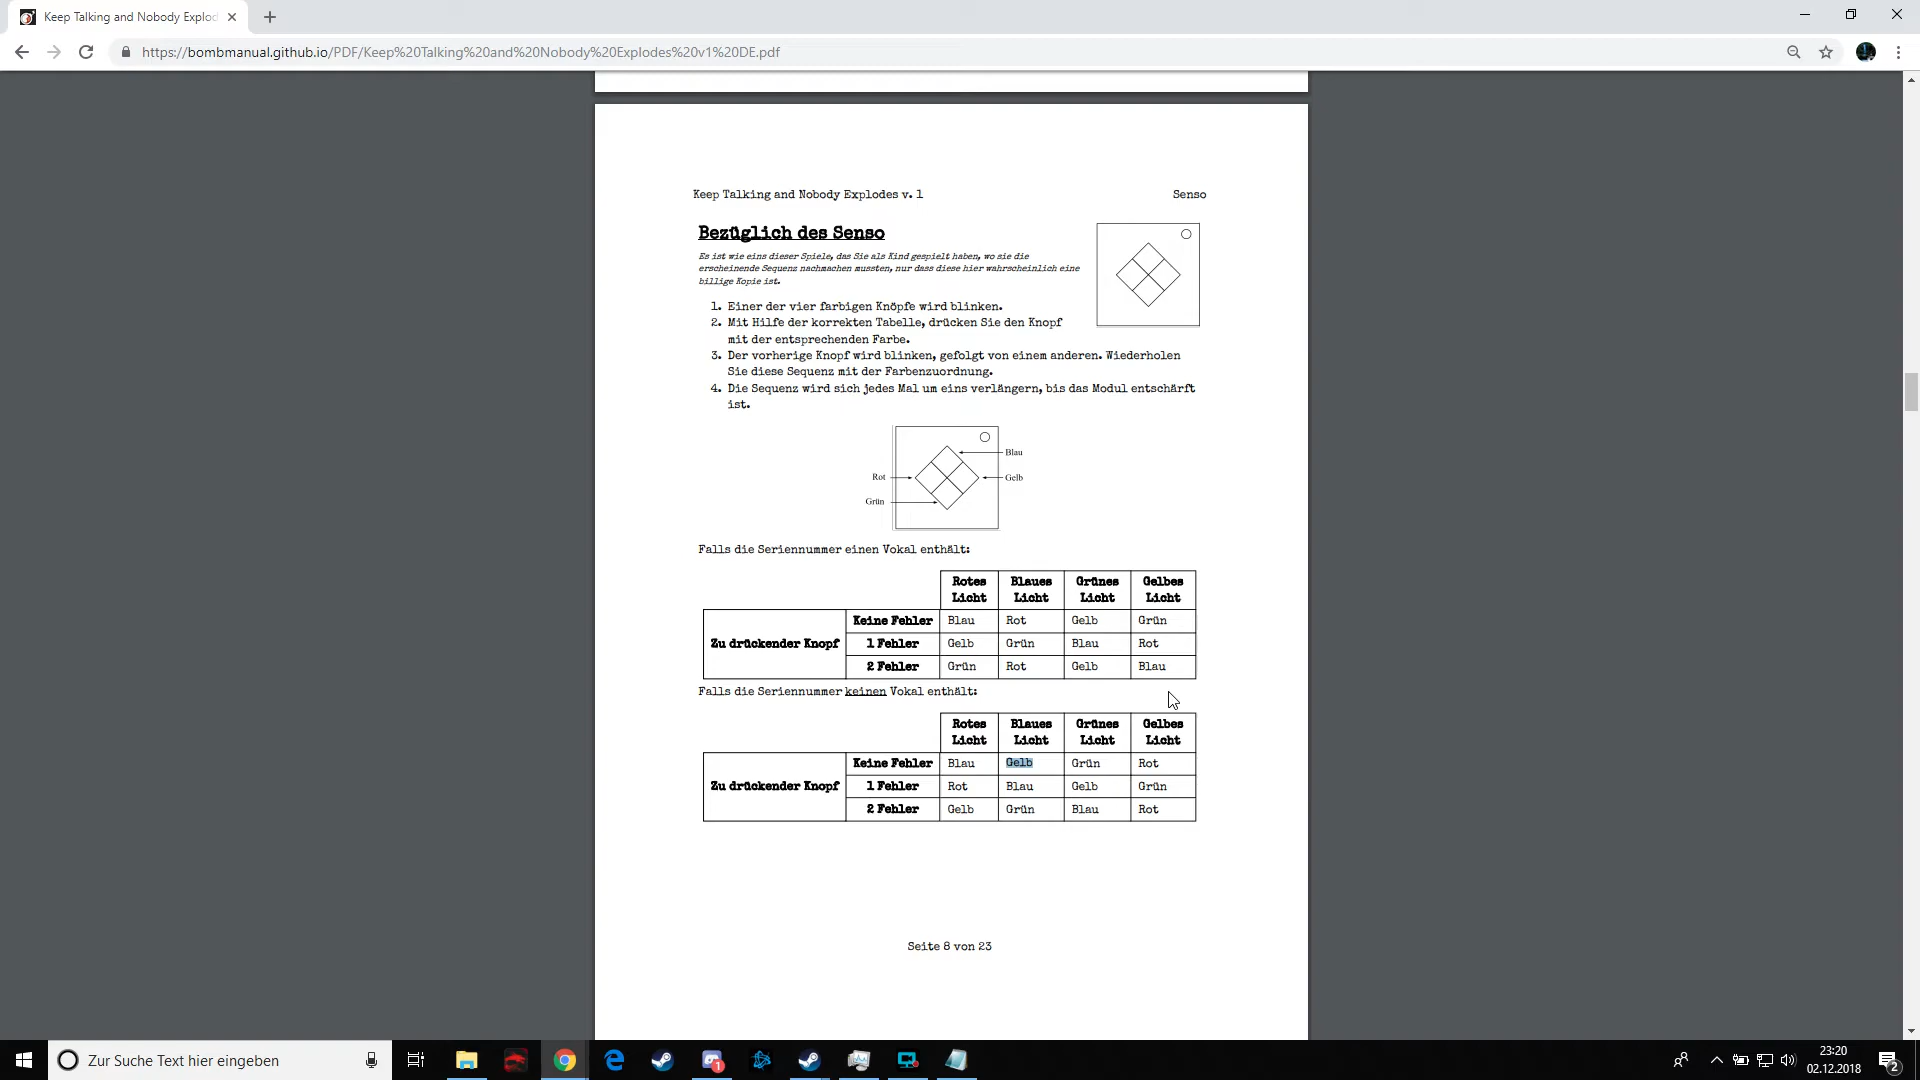 Keep Talking and Nobody Explod
https://bombmanual.github.io/PDF/Keep%20Talking%20and%20Nobody%20Explodes%20v1%20DE.pdf
Keep Talking and Nobody Explodes v. 1 Senso
Bezüglich des Senso
Es ist wie eins dieser Spiele, das Sie als Kind gespielt haben, wo sie die
erscheinende Sequenz nachmachen mussten, nur dass diese hier wahrscheinlich eine
billige Kopie ist.
1. Einer der vier farbigen Knöpfe wird blinken.
2. Mit Hilfe der korrekten Tabelle, drücken Sie den Knopf
mit der entsprechenden Farbe.
3. Der vorherige Knopf wird blinken, gefolgt von einem anderen. Wiederholen
Sie diese Sequenz mit der Farbenzuordnung.
4. Die Sequenz wird sich jedes Mal um eins verlängern, bis das Modul entschärft
ist.
Blau
Rot Gelb
Grün
Falls die Seriennummer einen Vokal enthält:
Rotes Blaues Grünes Gelbes
Licht Licht Licht Licht
Keine Fehler Blau Rot Gelb Grün
Zu drückender Knopf 1 Fehler Gelb Grün Blau Rot
2 Fehler Grün Rot Gelb Blau
Falls die Seriennummer keinen Vokal enthält:
Rotes Blaues Grünes Gelbes
Licht Licht Licht Licht
Keine Fehler Blau Gelb Grün Rot
Zu drückender Knopf 1 Fehler Rot Blau Gelb Grün
2 Fehler Gelb Grün Blau Rot
Seite 8 von 23
Zur Suche Text hier eingeben
1
23:20
02.12.2018
2